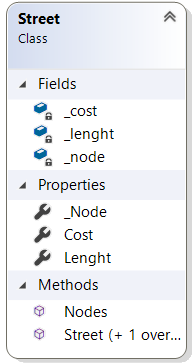 Street
Class
Fields
_cost
_lenght
_node
Properties
_Node
Cost
Lenght
Methods
Nodes
Street (+ 1 over...